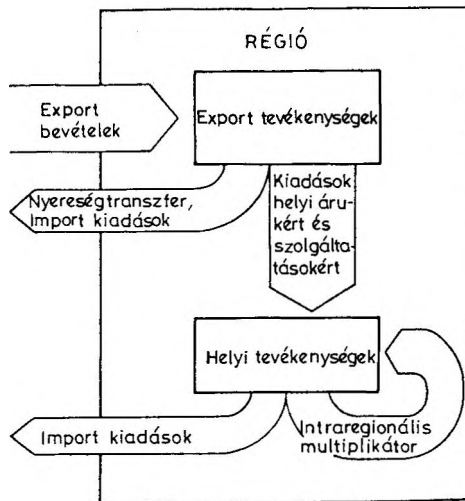 RÉGIÓ
Export
bevételek
Export tevékenységek
Nyereségtranszfer,
Import kiadások
Kiadások
helyi áru-
kért és
szolgálta-
tásokért
Helyi tevékenységek
Import kiadások
Intraregionális
multiplikátor